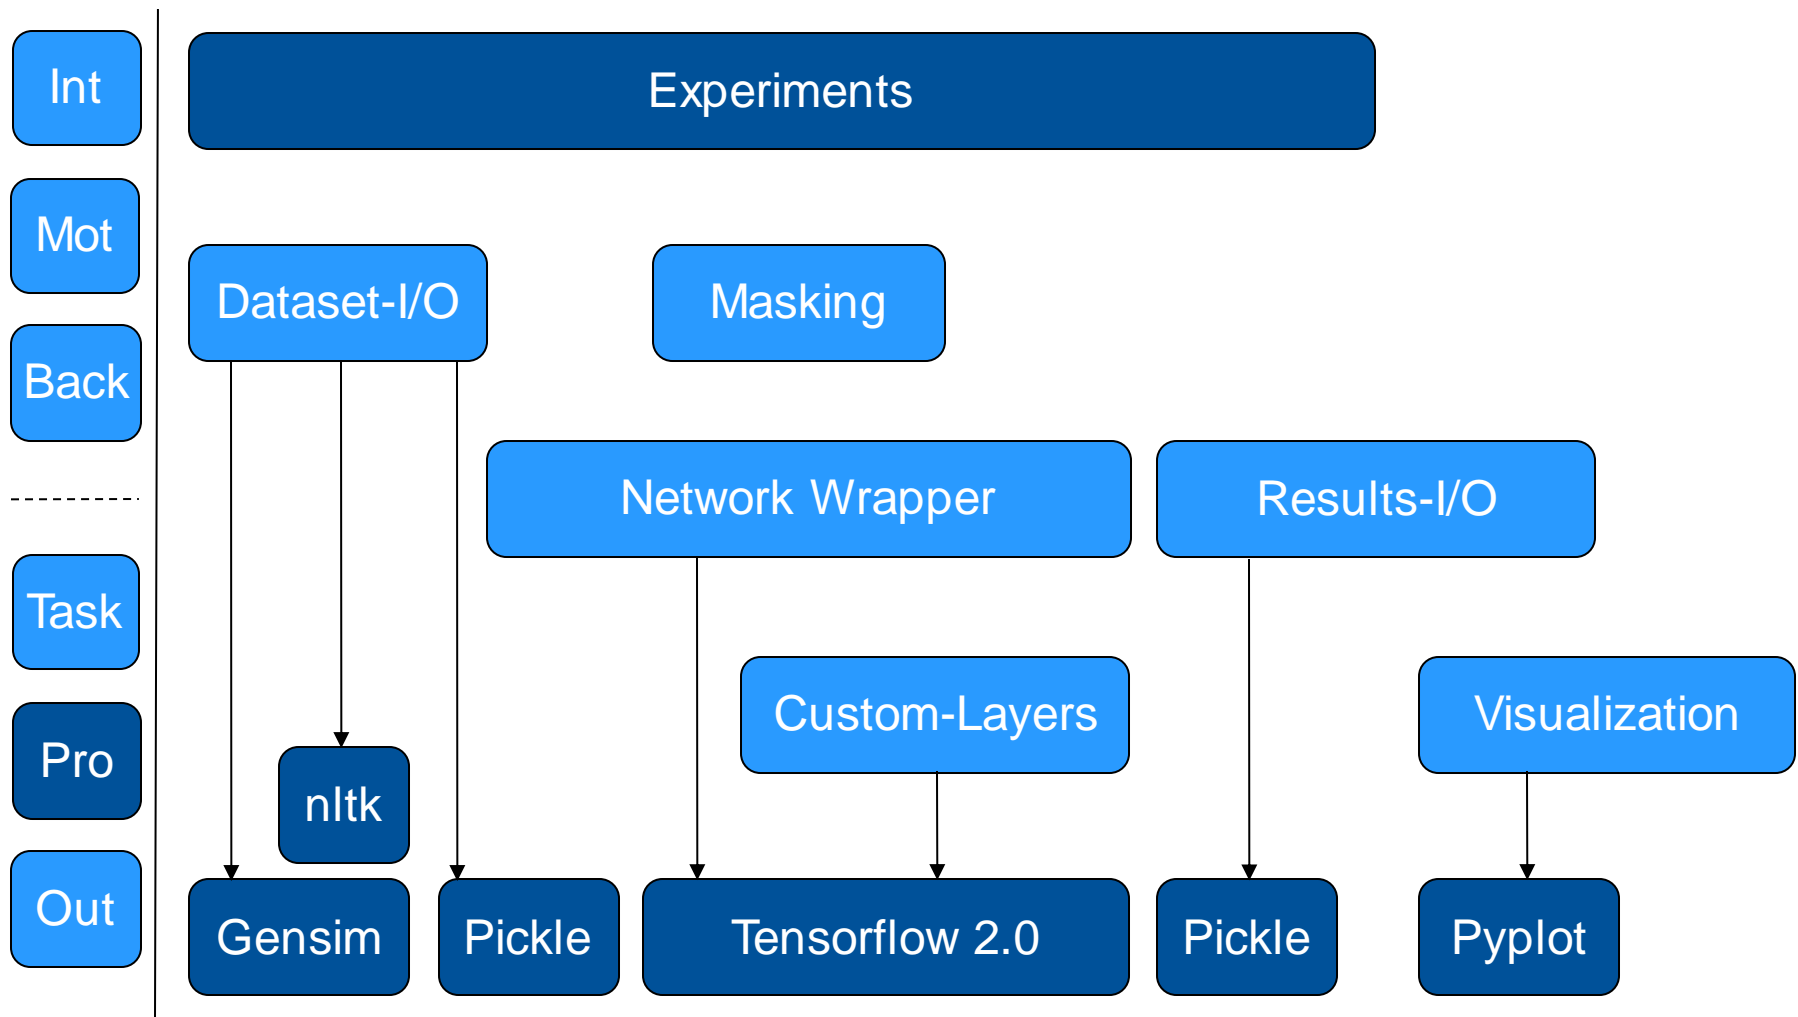 Int
Mot
Back
Task
Pro
Out
Experiments
Dataset-I/O
Masking
Network Wrapper
Results-I/O
Custom-Layers
Visualization
nltk
Gensim
Pickle
Tensorflow 2.0
Pickle
Pyplot